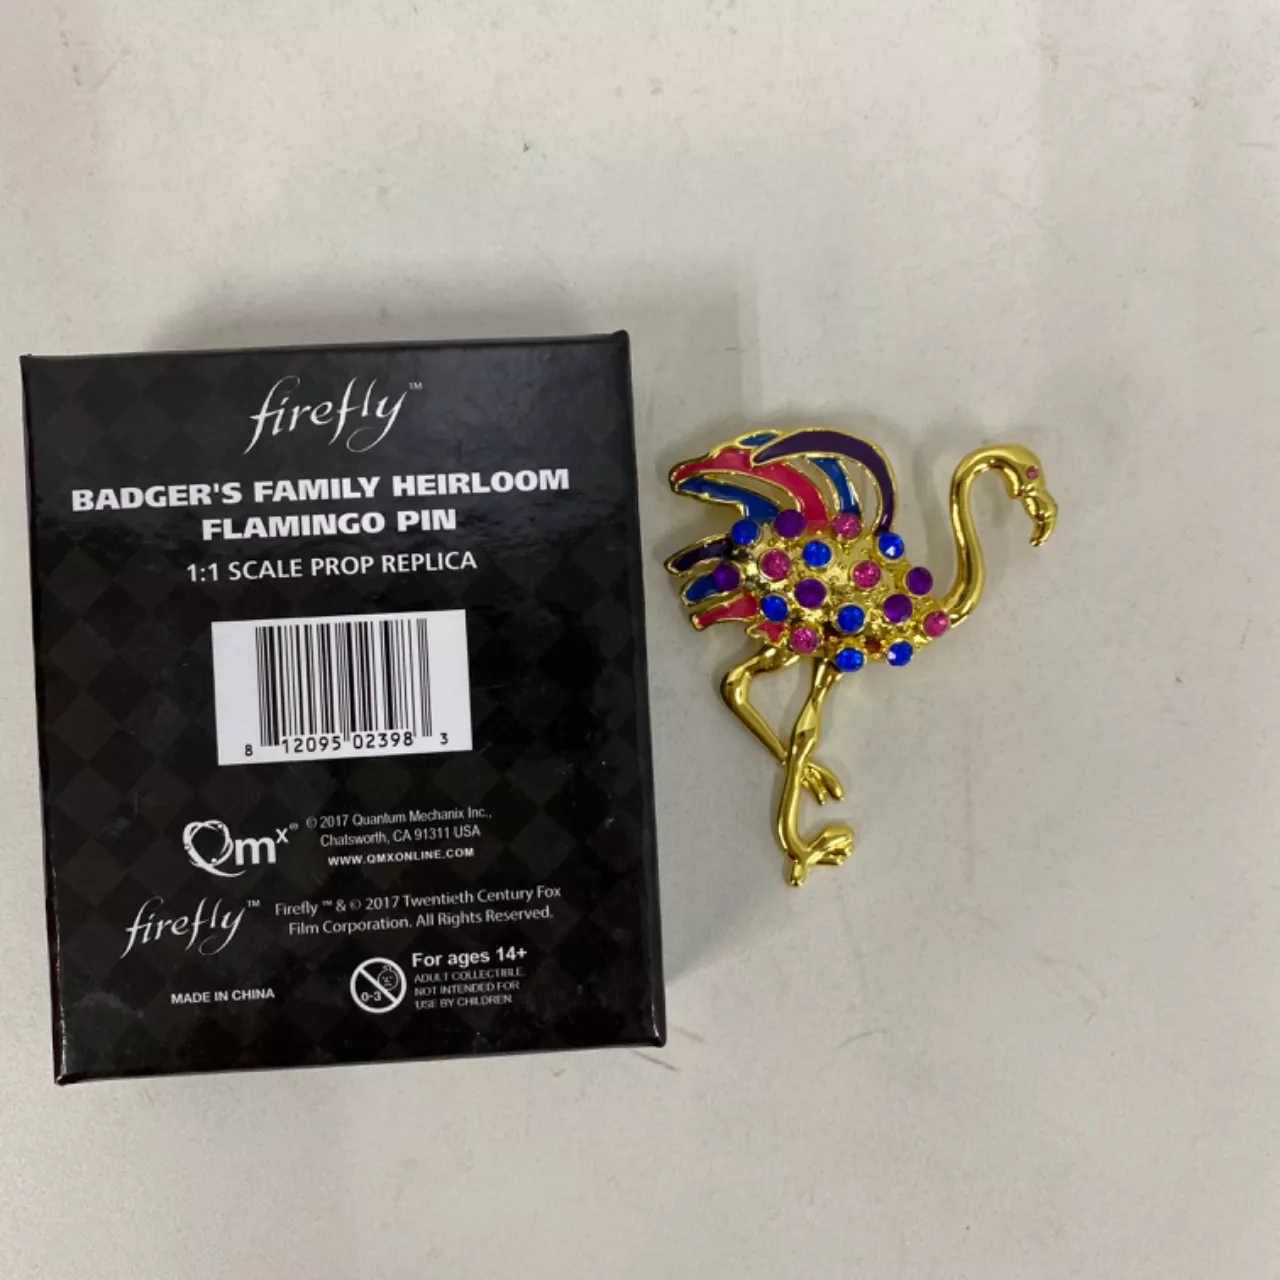 firefly™
BADGER'S FAMILY HEIRLOOM
FLAMINGO PIN
1:1 SCALE PROP REPLICA
8 12095 02398 3
Qmx® © 2017 Quantum Mechanix Inc.,
Chatsworth, CA 91311 USA
WWW.QMXONLINE.COM
firefly™ Firefly ™ & © 2017 Twentieth Century Fox
Film Corporation. All Rights Reserved.
MADE IN CHINA
0-3
For ages 14+
ADULT COLLECTIBLE.
NOT INTENDED FOR
USE BY CHILDREN.